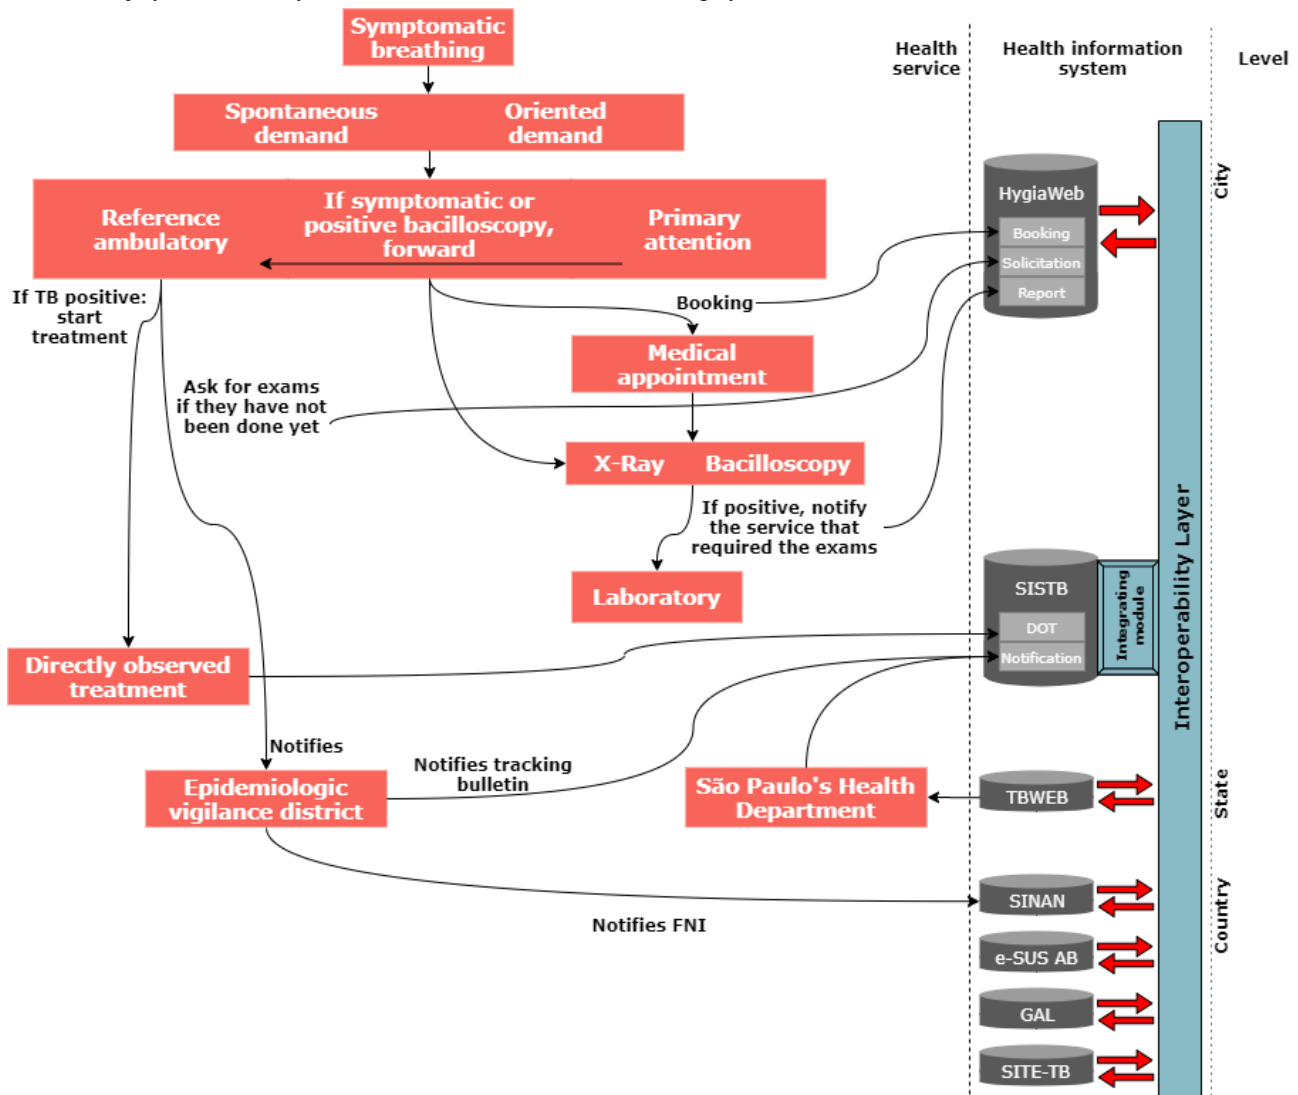 Symptomatic
breathing
Health
service
Health information
system
Level
Spontaneous
demand
Oriented
demand
Reference
ambulatory
If symptomatic or
positive bacilloscopy,
forward
Primary
attention
HygiaWeb
Booking
Solicitation
Report
City
If TB positive:
start
treatment
Booking
Medical
appointment
Ask for exams
if they have not
been done yet
X-Ray
Bacilloscopy
If positive, notify
the service that
required the exams
Laboratory
SISTB
DOT
Notification
Integrating
module
Interoperability Layer
Directly observed
treatment
Notifies
Notifies tracking
bulletin
Epidemiologic
vigilance district
São Paulo's Health
Department
TBWEB
State
SINAN
Notifies FNI
Country
e-SUS AB
GAL
SITE-TB